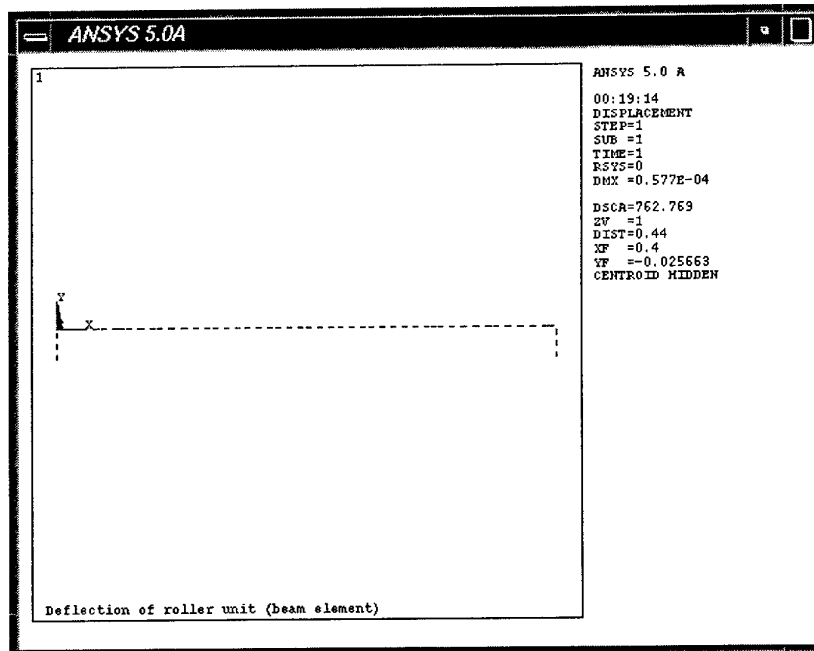 ANSYS 5.0A
1
ANSYS 5.0 A
00:19:14
DISPLACEMENT
STEP=1
SUB =1
TIME=1
RSYS=0
DMX =0.577E-04
DSCA=762.769
ZV =1
DIST=0.44
XF =0.4
YF =-0.025663
CENTROID HIDDEN
Y
X
Deflection of roller unit (beam element)